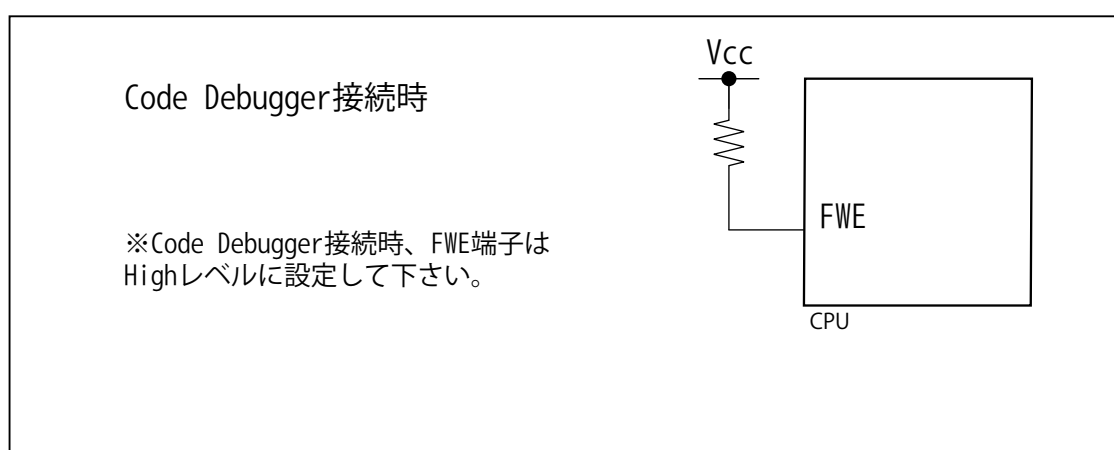 Code Debugger接続時
※Code Debugger接続時、FWE端子は
Highレベルに設定して下さい。
Vcc
FWE
CPU